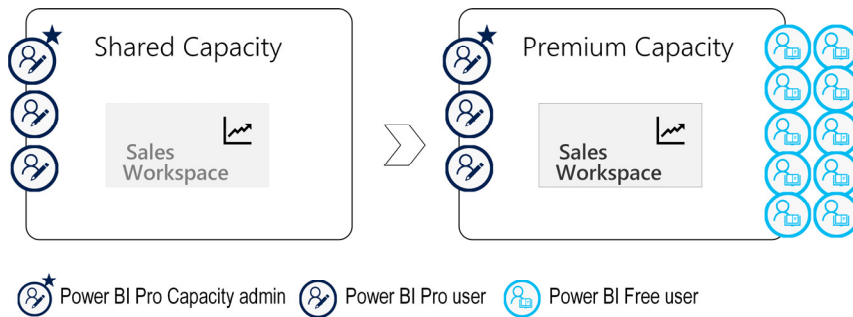 Shared Capacity
Sales
Workspace
Premium Capacity
Sales
Workspace
Power BI Pro Capacity admin
Power BI Pro user
Power BI Free user